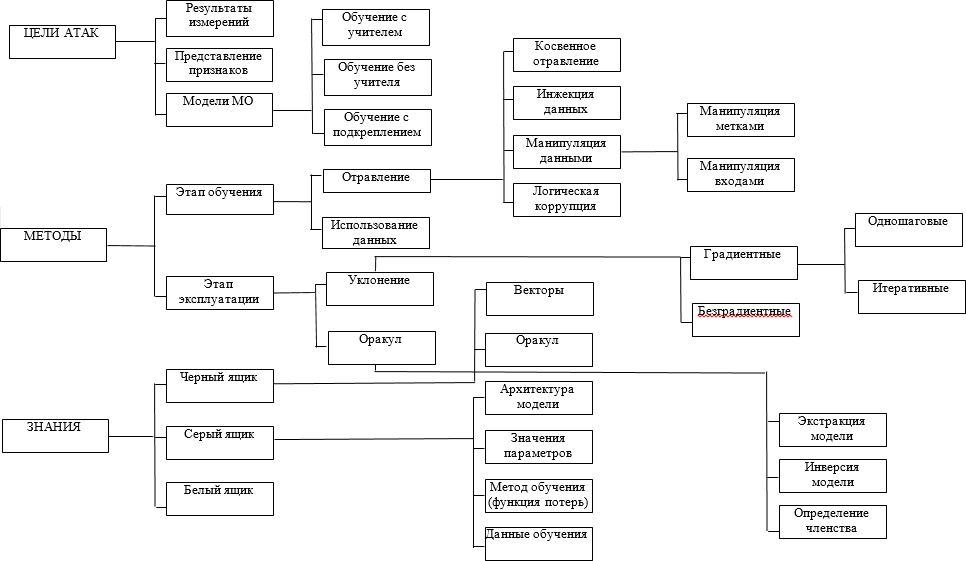 ЦЕЛИ АТАК
Результаты
измерений
Представление
признаков
Модели МО
Обучение с
учителем
Обучение без
учителя
Обучение с
подкреплением
МЕТОДЫ
Этап обучения
Отравление
Косвенное
отравление
Инжекция
данных
Манипуляция
данными
Манипуляция
метками
Манипуляция
входами
Логическая
коррупция
Использование
данных
Этап
эксплуатации
Уклонение
Градиентные
Одношаговые
Итеративные
Безградиентные
Оракул
Экстракция
модели
Инверсия
модели
Определение
членства
ЗНАНИЯ
Черный ящик
Векторы
Оракул
Серый ящик
Архитектура
модели
Значения
параметров
Метод обучения
(функция потерь)
Данные обучения
Белый ящик